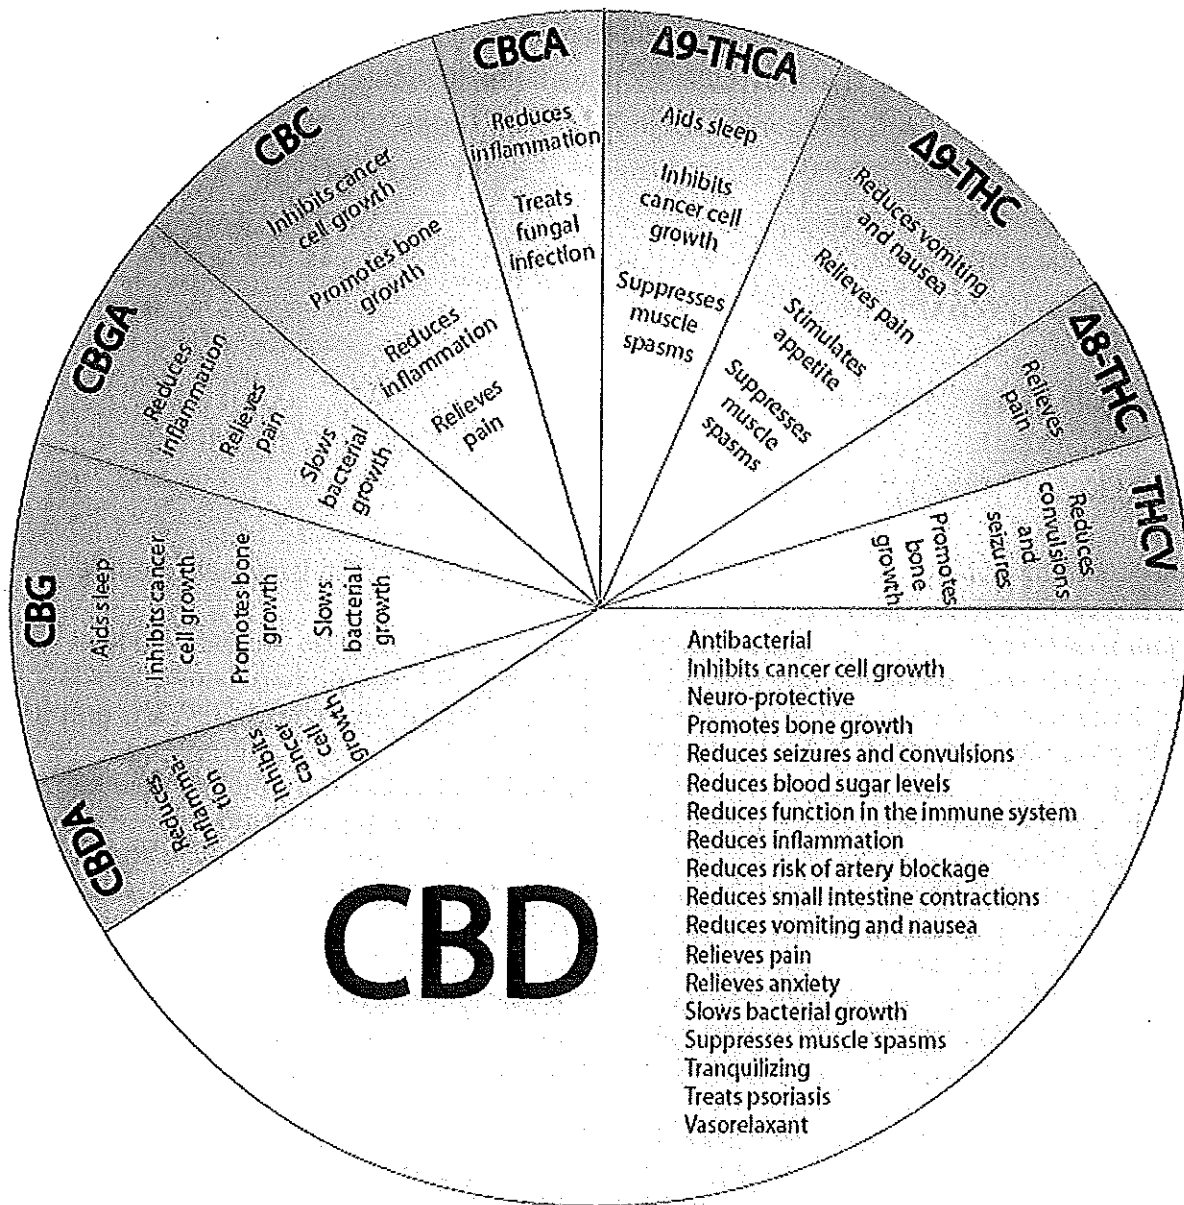 CBCA
Reduces
inflammation
Treats
fungal
infection
Δ9-THCA
Aids sleep
Inhibits
cancer cell
growth
Suppresses
muscle
spasms
Δ9-THC
Reduces vomiting
and nausea
Relieves pain
Stimulates
appetite
Suppresses
muscle
spasms
Δ8-THC
Relieves
pain
THCV
Reduces
convulsions
and
seizures
Promotes
bone
growth
CBD
Antibacterial
Inhibits cancer cell growth
Neuro-protective
Promotes bone growth
Reduces seizures and convulsions
Reduces blood sugar levels
Reduces function in the immune system
Reduces inflammation
Reduces risk of artery blockage
Reduces small intestine contractions
Reduces vomiting and nausea
Relieves pain
Relieves anxiety
Slows bacterial growth
Suppresses muscle spasms
Tranquilizing
Treats psoriasis
Vasorelaxant
CBDA
Reduces
Inflamma-
tion
Inhibits
cancer
cell
growth
CBG
Aids sleep
Inhibits cancer
cell growth
Promotes bone
growth
Slows
bacterial
growth
CBGA
Reduces
inflammation
Relieves
pain
Slows
bacterial
growth
CBC
Inhibits cancer
cell growth
Promotes bone
growth
Reduces
inflammation
Relieves
pain